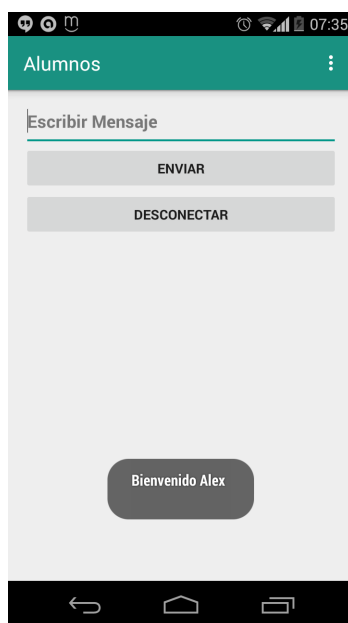 07:35
Alumnos
Escribir Mensaje
ENVIAR
DESCONECTAR
Bienvenido Alex